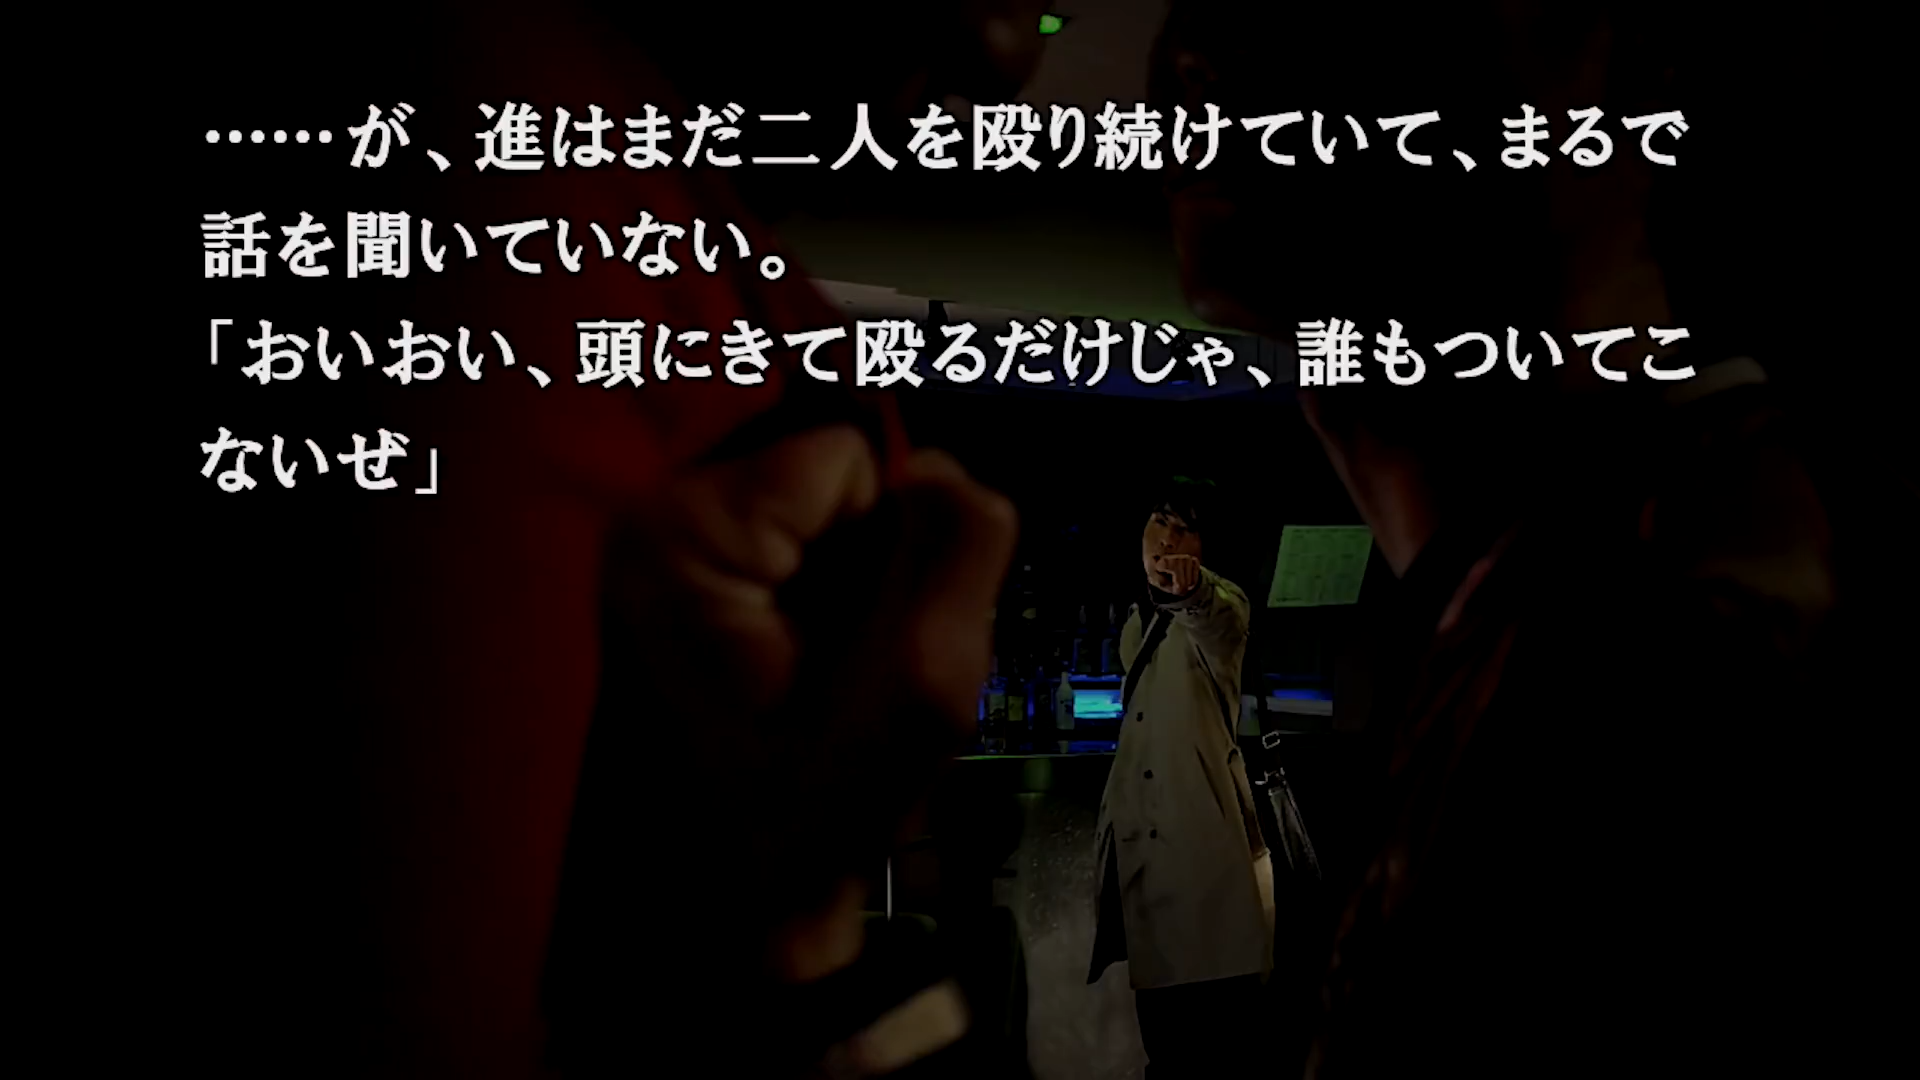 ……が、進はまだ二人を殴り続けていて、まるで
話を聞いていない。
「おいおい、頭にきて殴るだけじゃ、誰もついてこ
ないぜ」